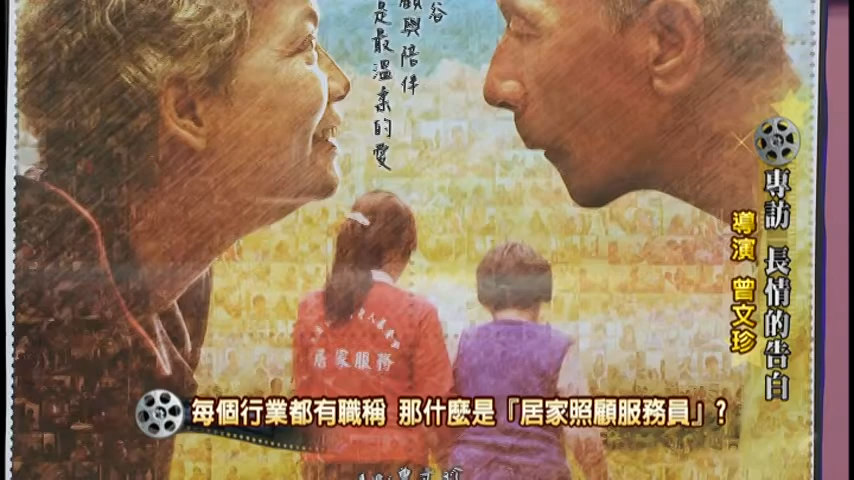 谷
顧與陪伴
是最溫柔的愛
專訪 長情的告白
導演 曾文珍
居家服務
每個行業都有職稱 那什麼是『居家照顧服務員』?